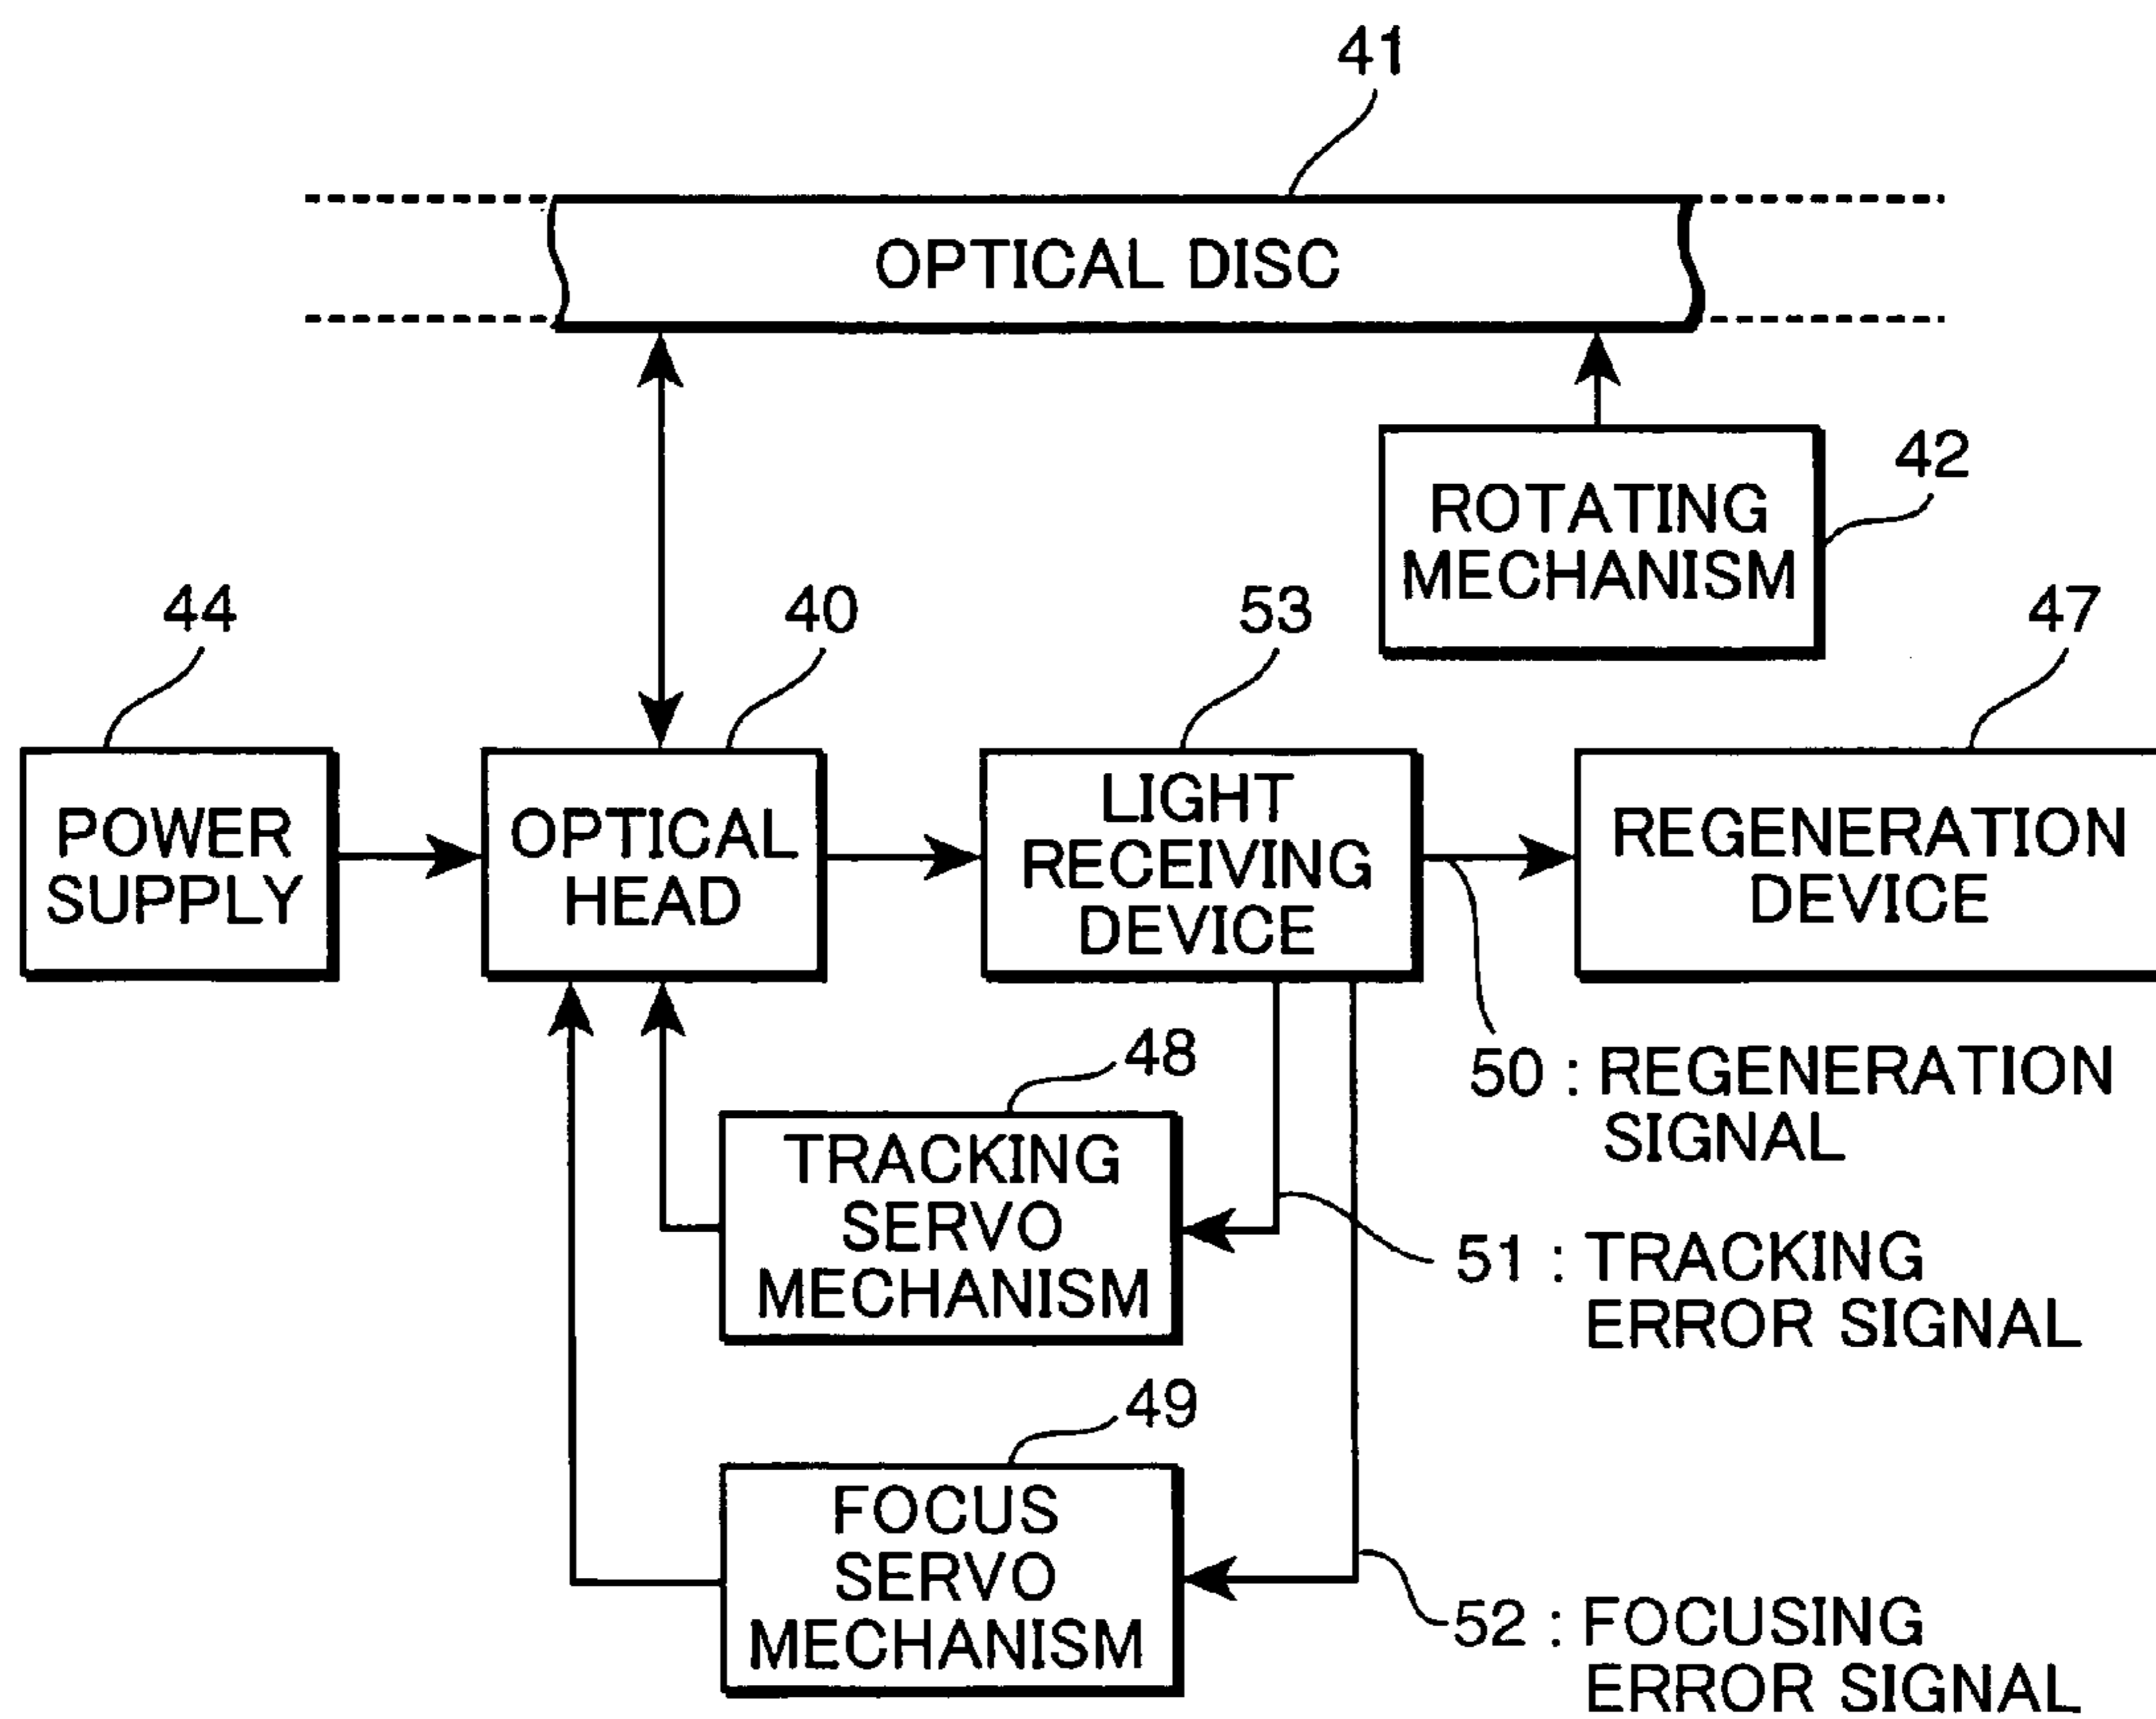 41
OPTICAL DISC
42
ROTATING
MECHANISM
44
40
53
47
POWER
SUPPLY
OPTICAL
HEAD
LIGHT
RECEIVING
DEVICE
REGENERATION
DEVICE
50 : REGENERATION
SIGNAL
48
TRACKING
SERVO
MECHANISM
51 : TRACKING
ERROR SIGNAL
49
FOCUS
SERVO
MECHANISM
52 : FOCUSING
ERROR SIGNAL